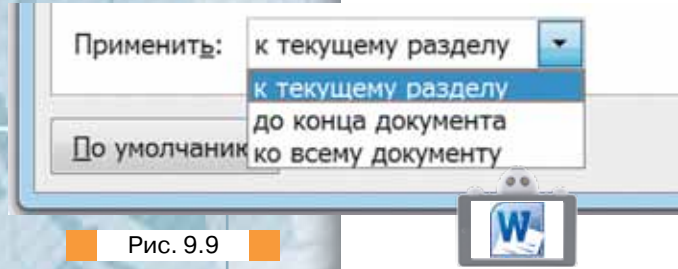 Применить: к текущему разделу
к текущему разделу
до конца документа
ко всему документу
По умолчанию
W
Рис. 9.9